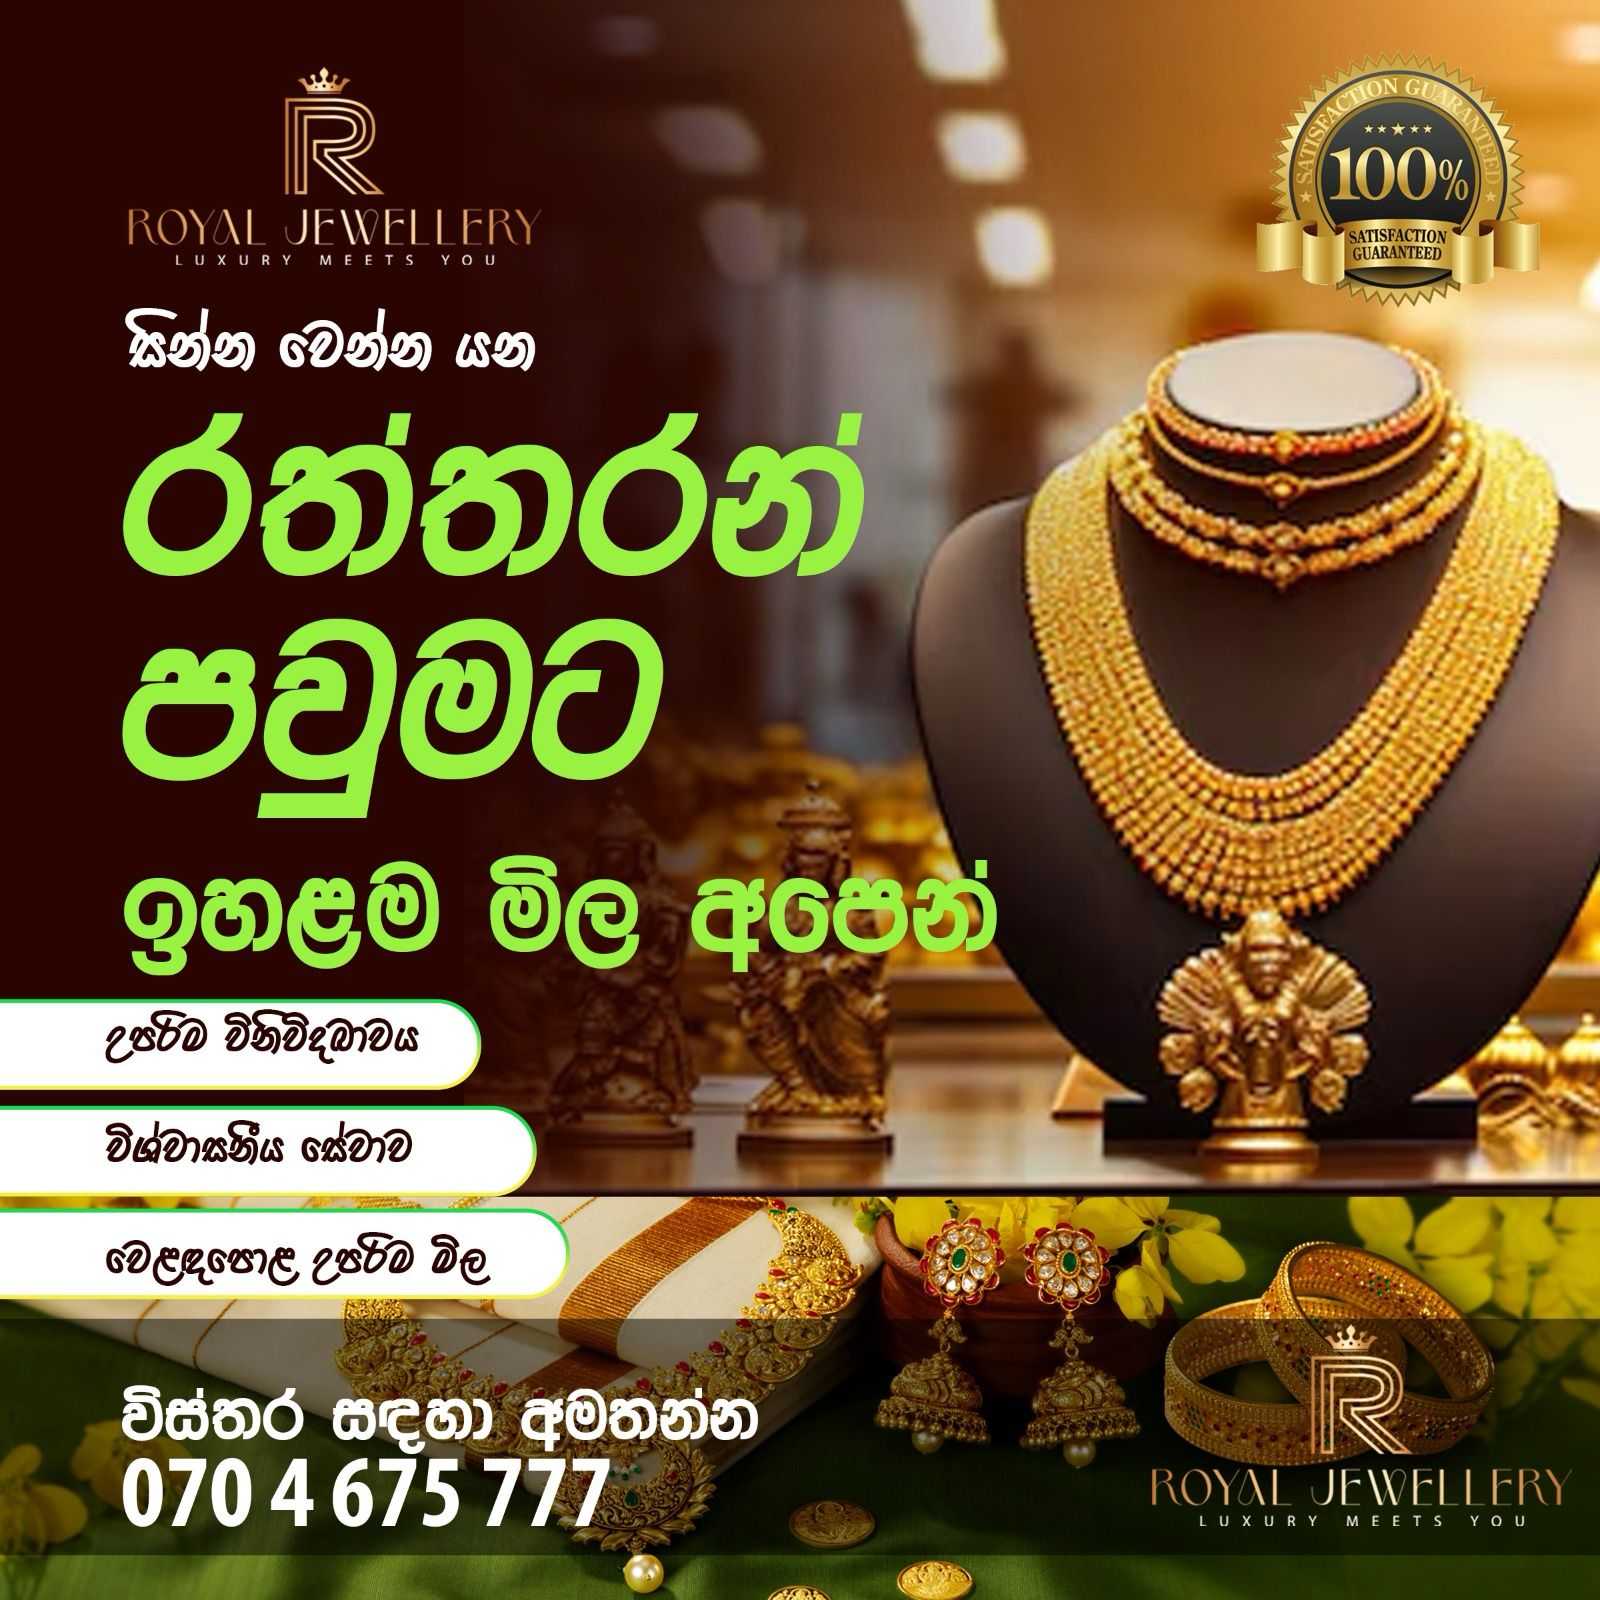 ROYAL JEWELLERY
LUXURY MEETS YOU
SATISFACTION GUARANTEED
100%
SATISFACTION
GUARANTEED
සින්න වෙන්න යන
රත්තරන්
පවුමට
ඉහළම මිල අපෙන්
උපරිම විනිවිදබාවය
විශ්වාසනීය සේවාව
වෙළඳපොළ උපරිම මිල
විස්තර සඳහා අමතන්න
070 4 675 777
ROYAL JEWELLERY
LUXURY MEETS YOU